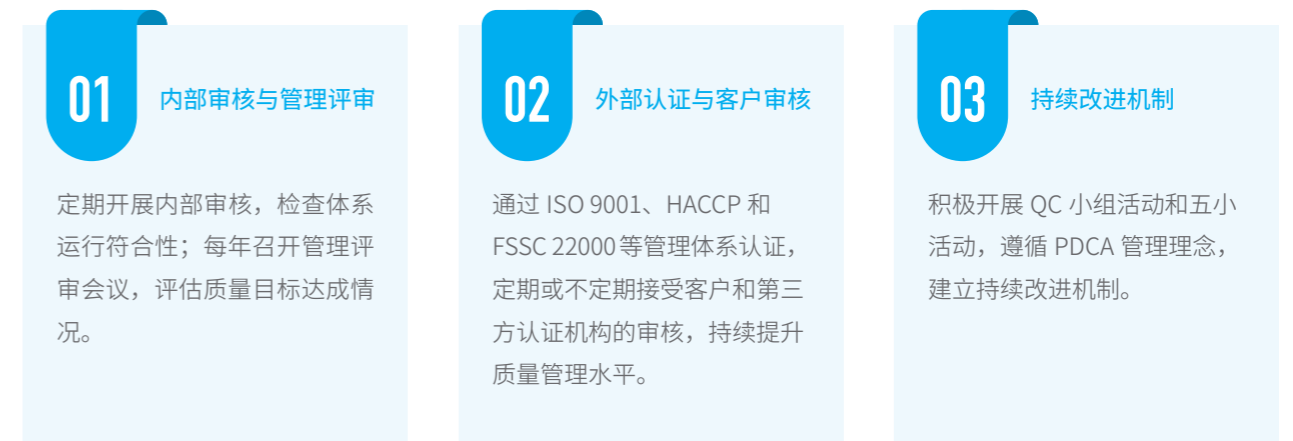 01
内部审核与管理评审
定期开展内部审核，检查体系
运行符合性；每年召开管理评
审会议，评估质量目标达成情
况。
02
外部认证与客户审核
通过 ISO 9001、HACCP 和
FSSC 22000 等管理体系认证，
定期或不定期接受客户和第三
方认证机构的审核，持续提升
质量管理水平。
03
持续改进机制
积极开展 QC 小组活动和五小
活动，遵循 PDCA 管理理念，
建立持续改进机制。